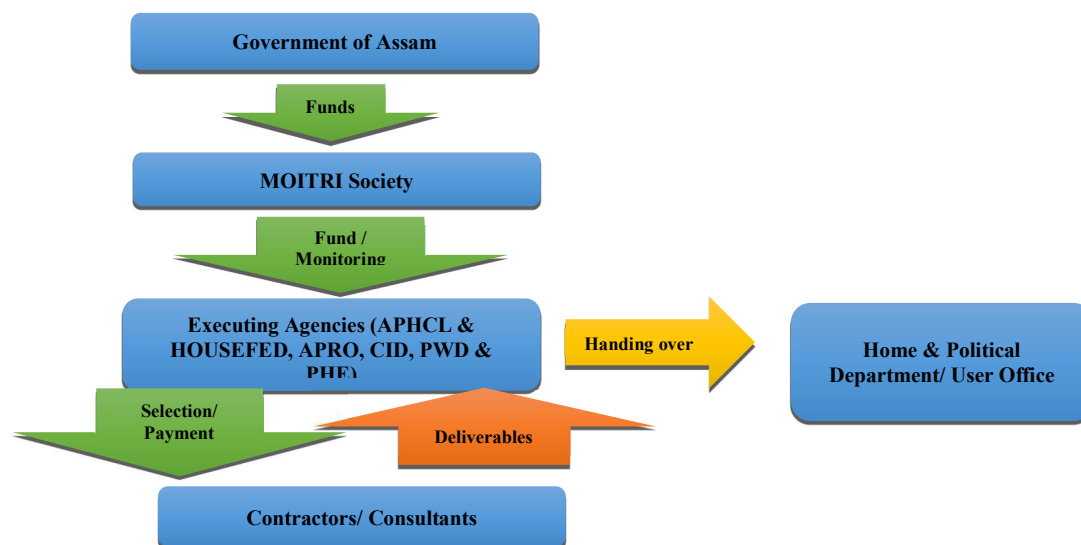 Government of Assam
Funds
MOITRI Society
Fund /
Monitoring
Executing Agencies (APHCL &
HOUSEFED, APRO, CID, PWD &
PHE)
Handing over
Home & Political
Department/ User Office
Selection/
Payment
Deliverables
Contractors/ Consultants